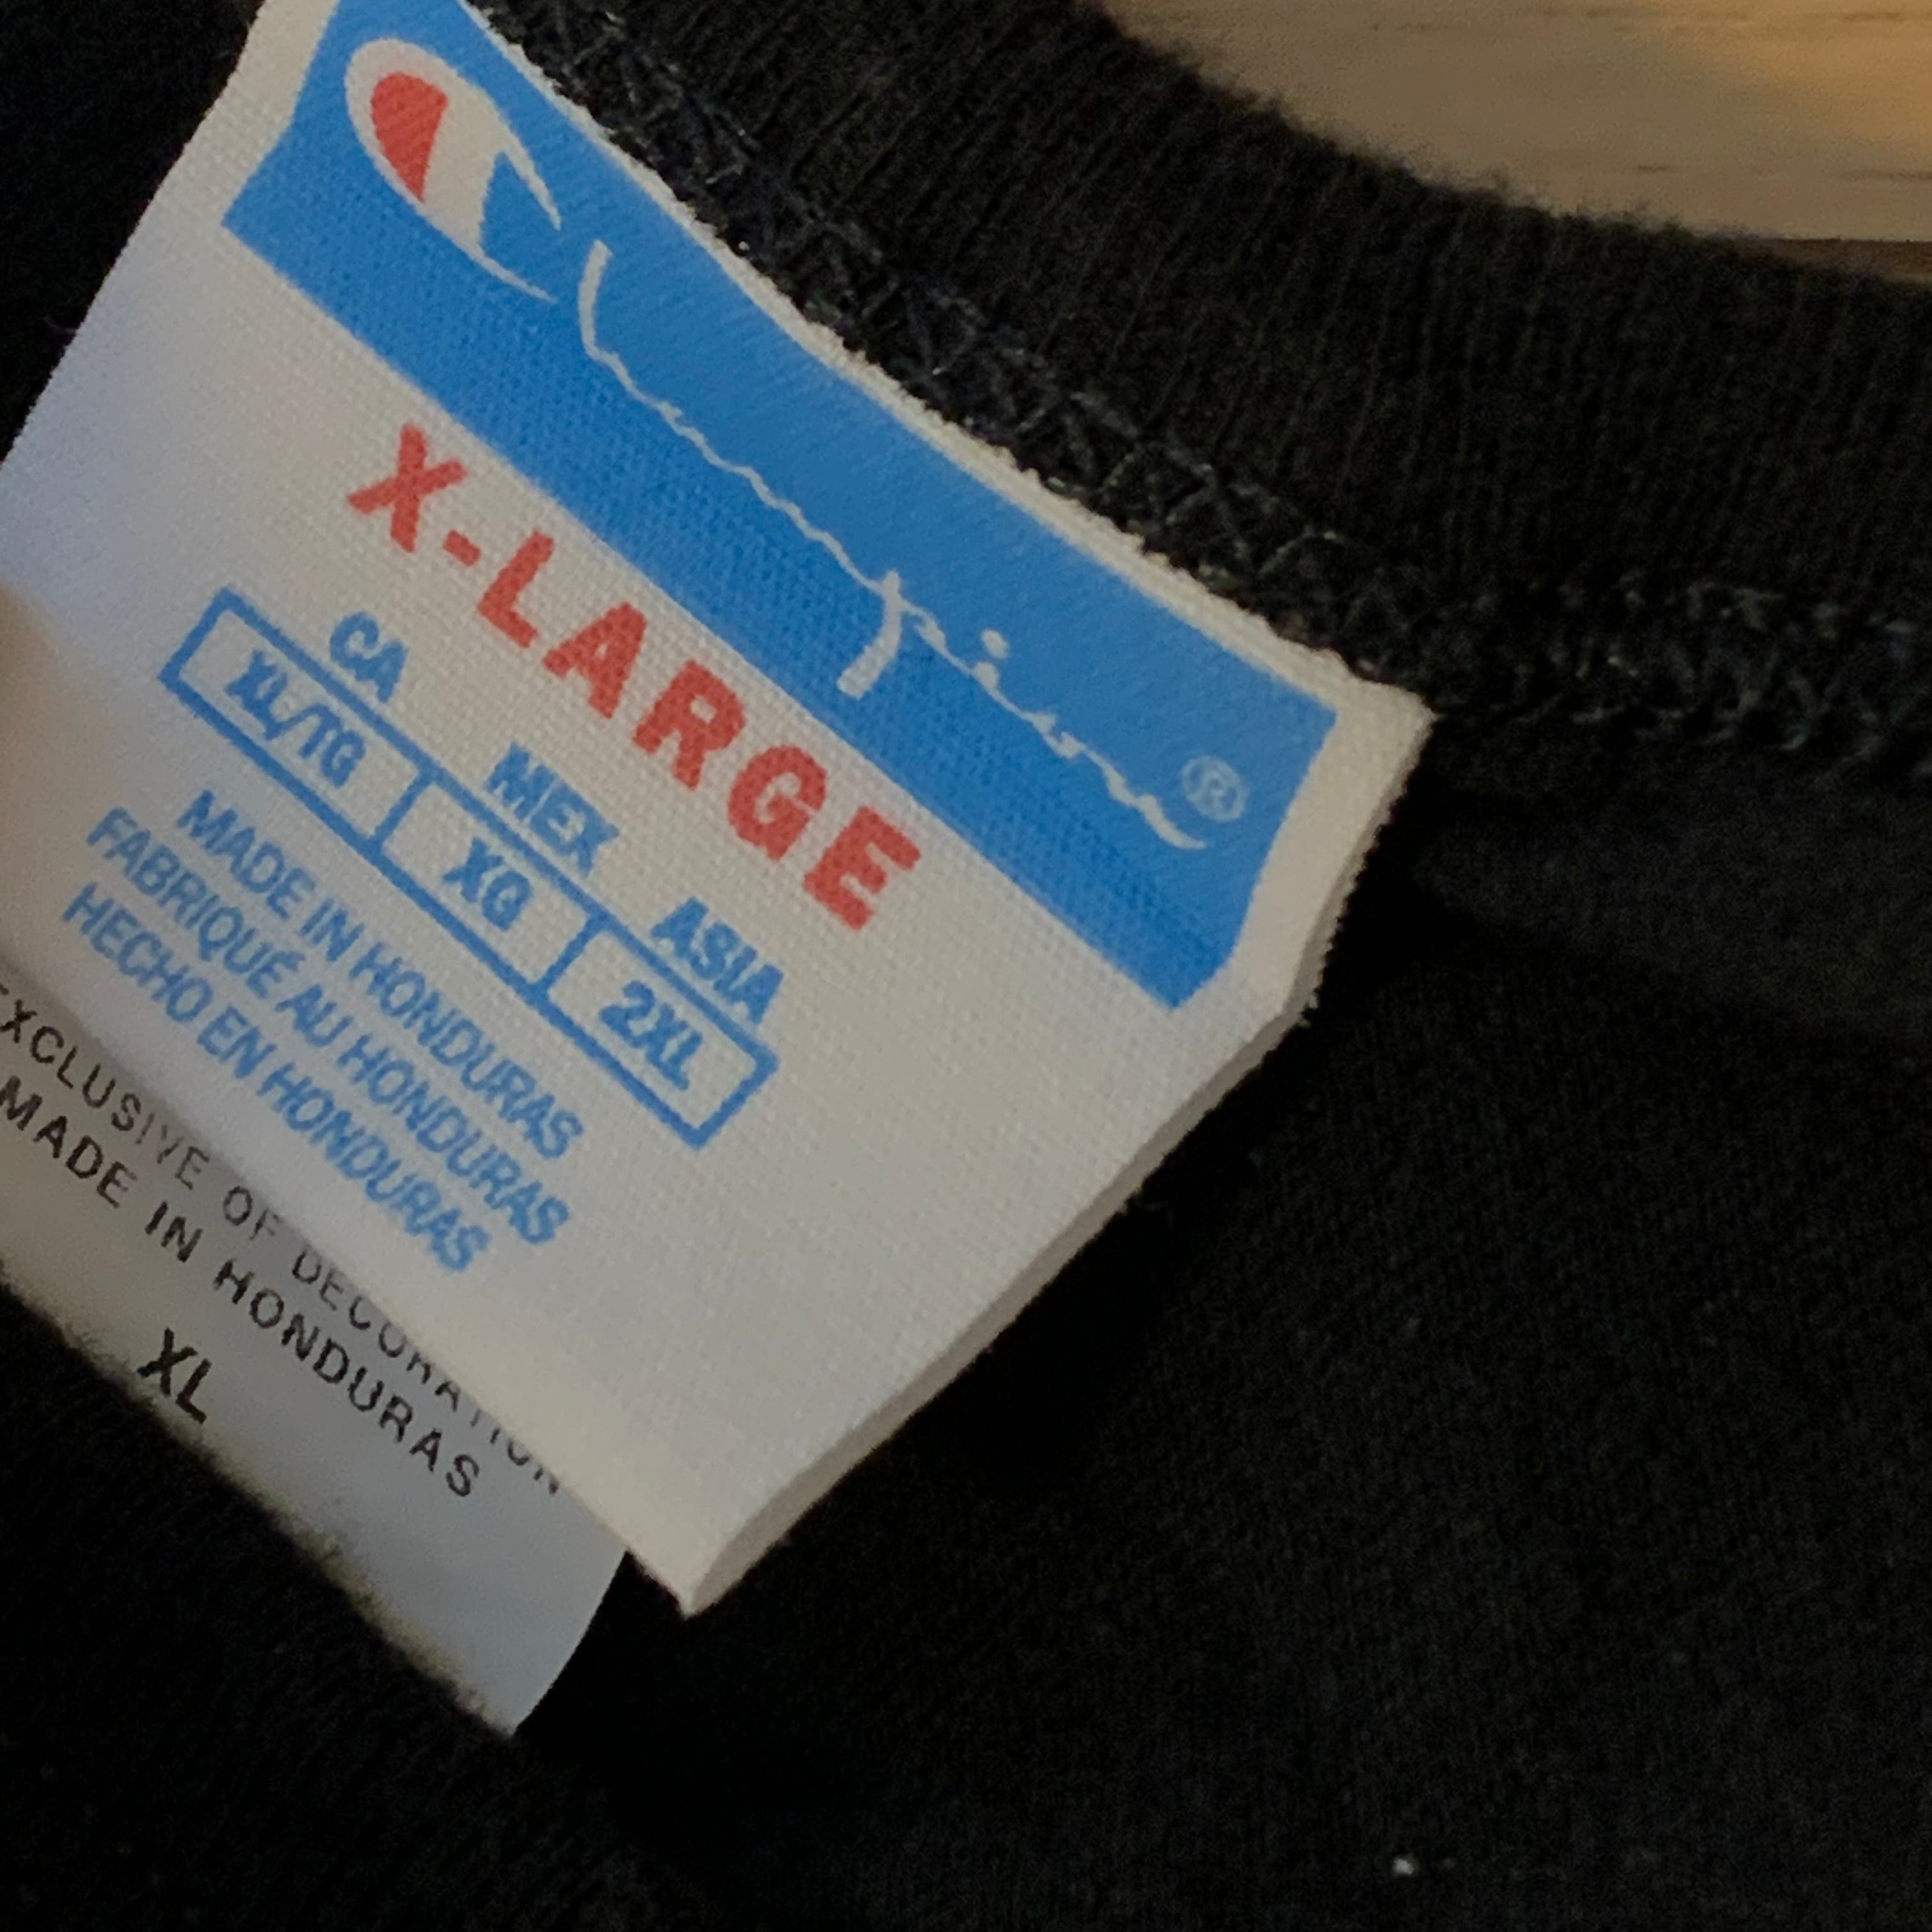 Champion®
X-LARGE
CA MEX ASIA
XL/TG XG 2XL
MADE IN HONDURAS
FABRIQUÉ AU HONDURAS
HECHO EN HONDURAS
EXCLUSIVE OF DECORATION
MADE IN HONDURAS
XL